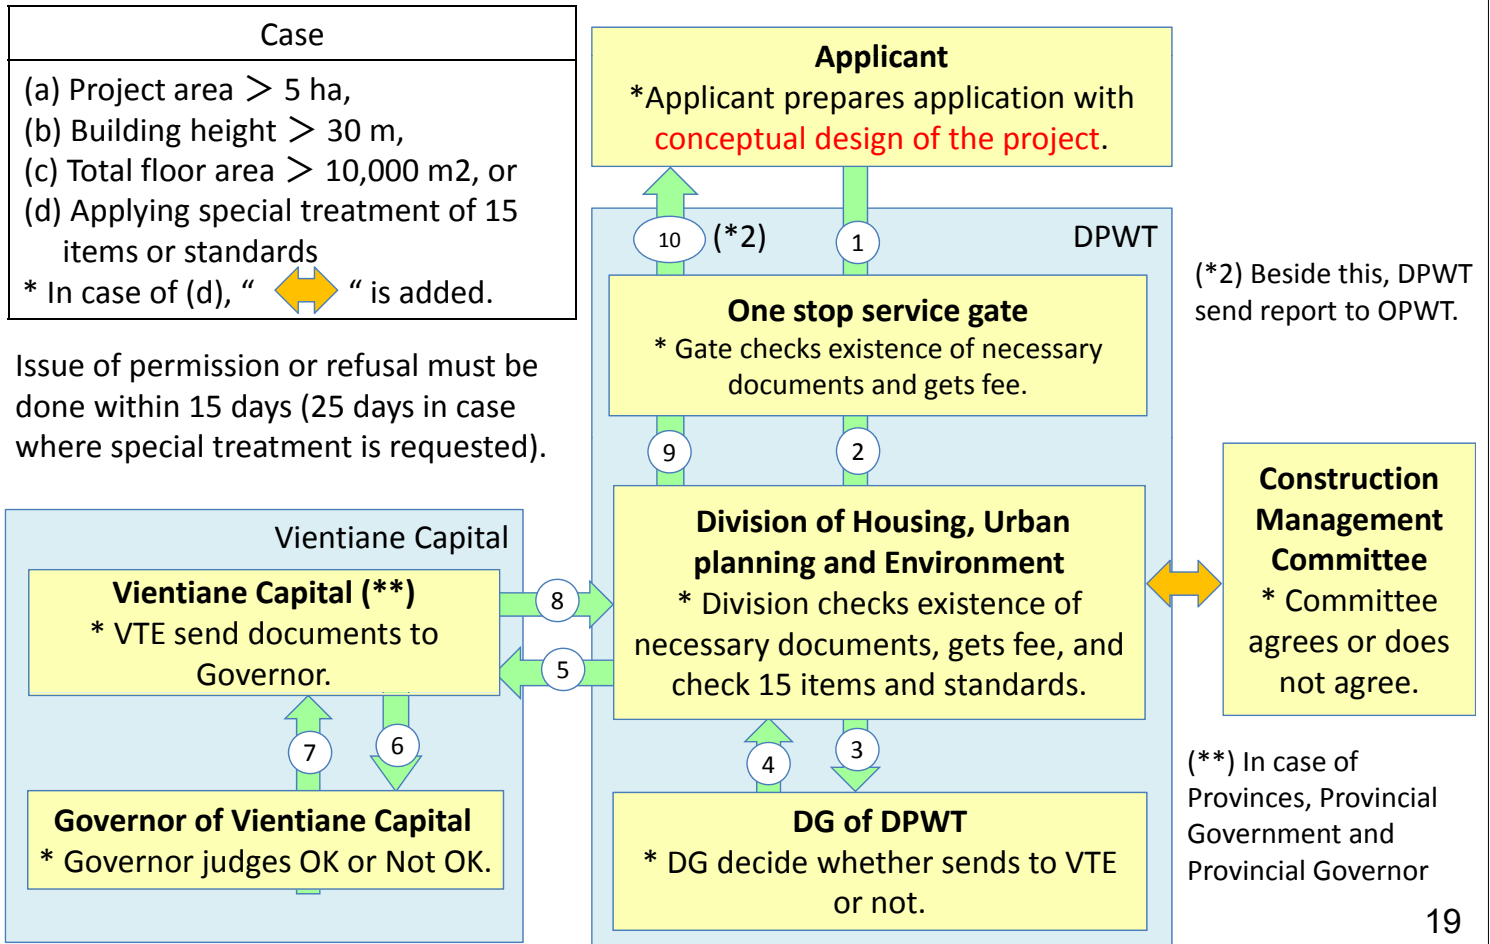 Case
(a) Project area ＞ 5 ha,
(b) Building height ＞ 30 m,
(c) Total floor area ＞ 10,000 m2, or
(d) Applying special treatment of 15
items or standards
* In case of (d), “ “ is added.
Issue of permission or refusal must be
done within 15 days (25 days in case
where special treatment is requested).
Applicant
*Applicant prepares application with
conceptual design of the project.
10
(*2)
1
DPWT
(*2) Beside this, DPWT
send report to OPWT.
One stop service gate
* Gate checks existence of necessary
documents and gets fee.
9
2
Division of Housing, Urban
planning and Environment
* Division checks existence of
necessary documents, gets fee, and
check 15 items and standards.
Construction
Management
Committee
* Committee
agrees or does
not agree.
Vientiane Capital
Vientiane Capital (**)
* VTE send documents to
Governor.
8
5
7
6
4
3
Governor of Vientiane Capital
* Governor judges OK or Not OK.
DG of DPWT
* DG decide whether sends to VTE
or not.
(**) In case of
Provinces, Provincial
Government and
Provincial Governor
19